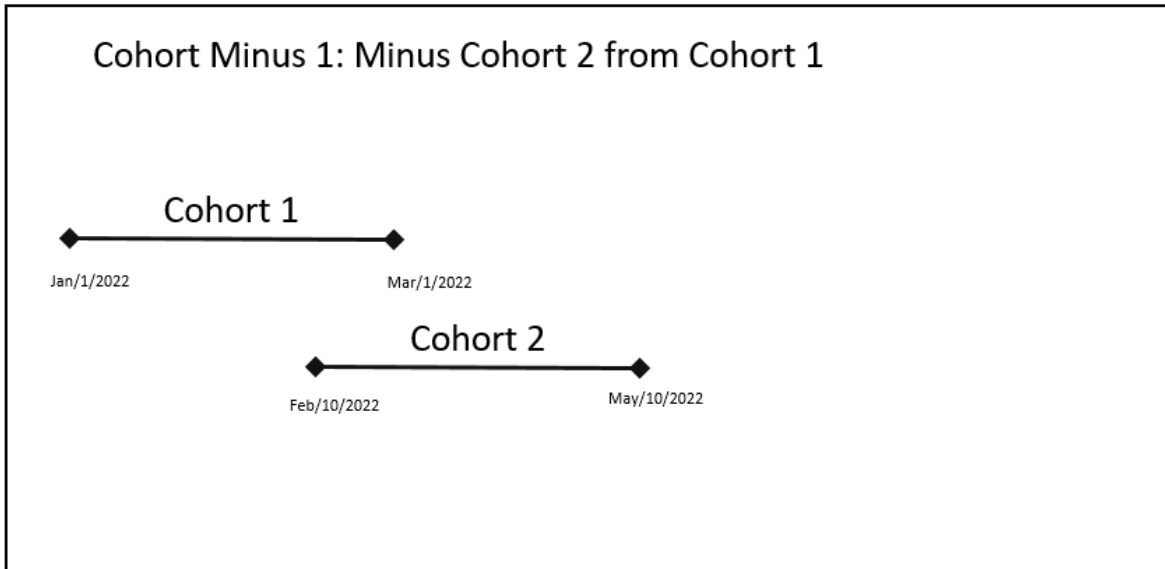 Cohort Minus 1: Minus Cohort 2 from Cohort 1
Cohort 1
Jan/1/2022
Mar/1/2022
Cohort 2
Feb/10/2022
May/10/2022